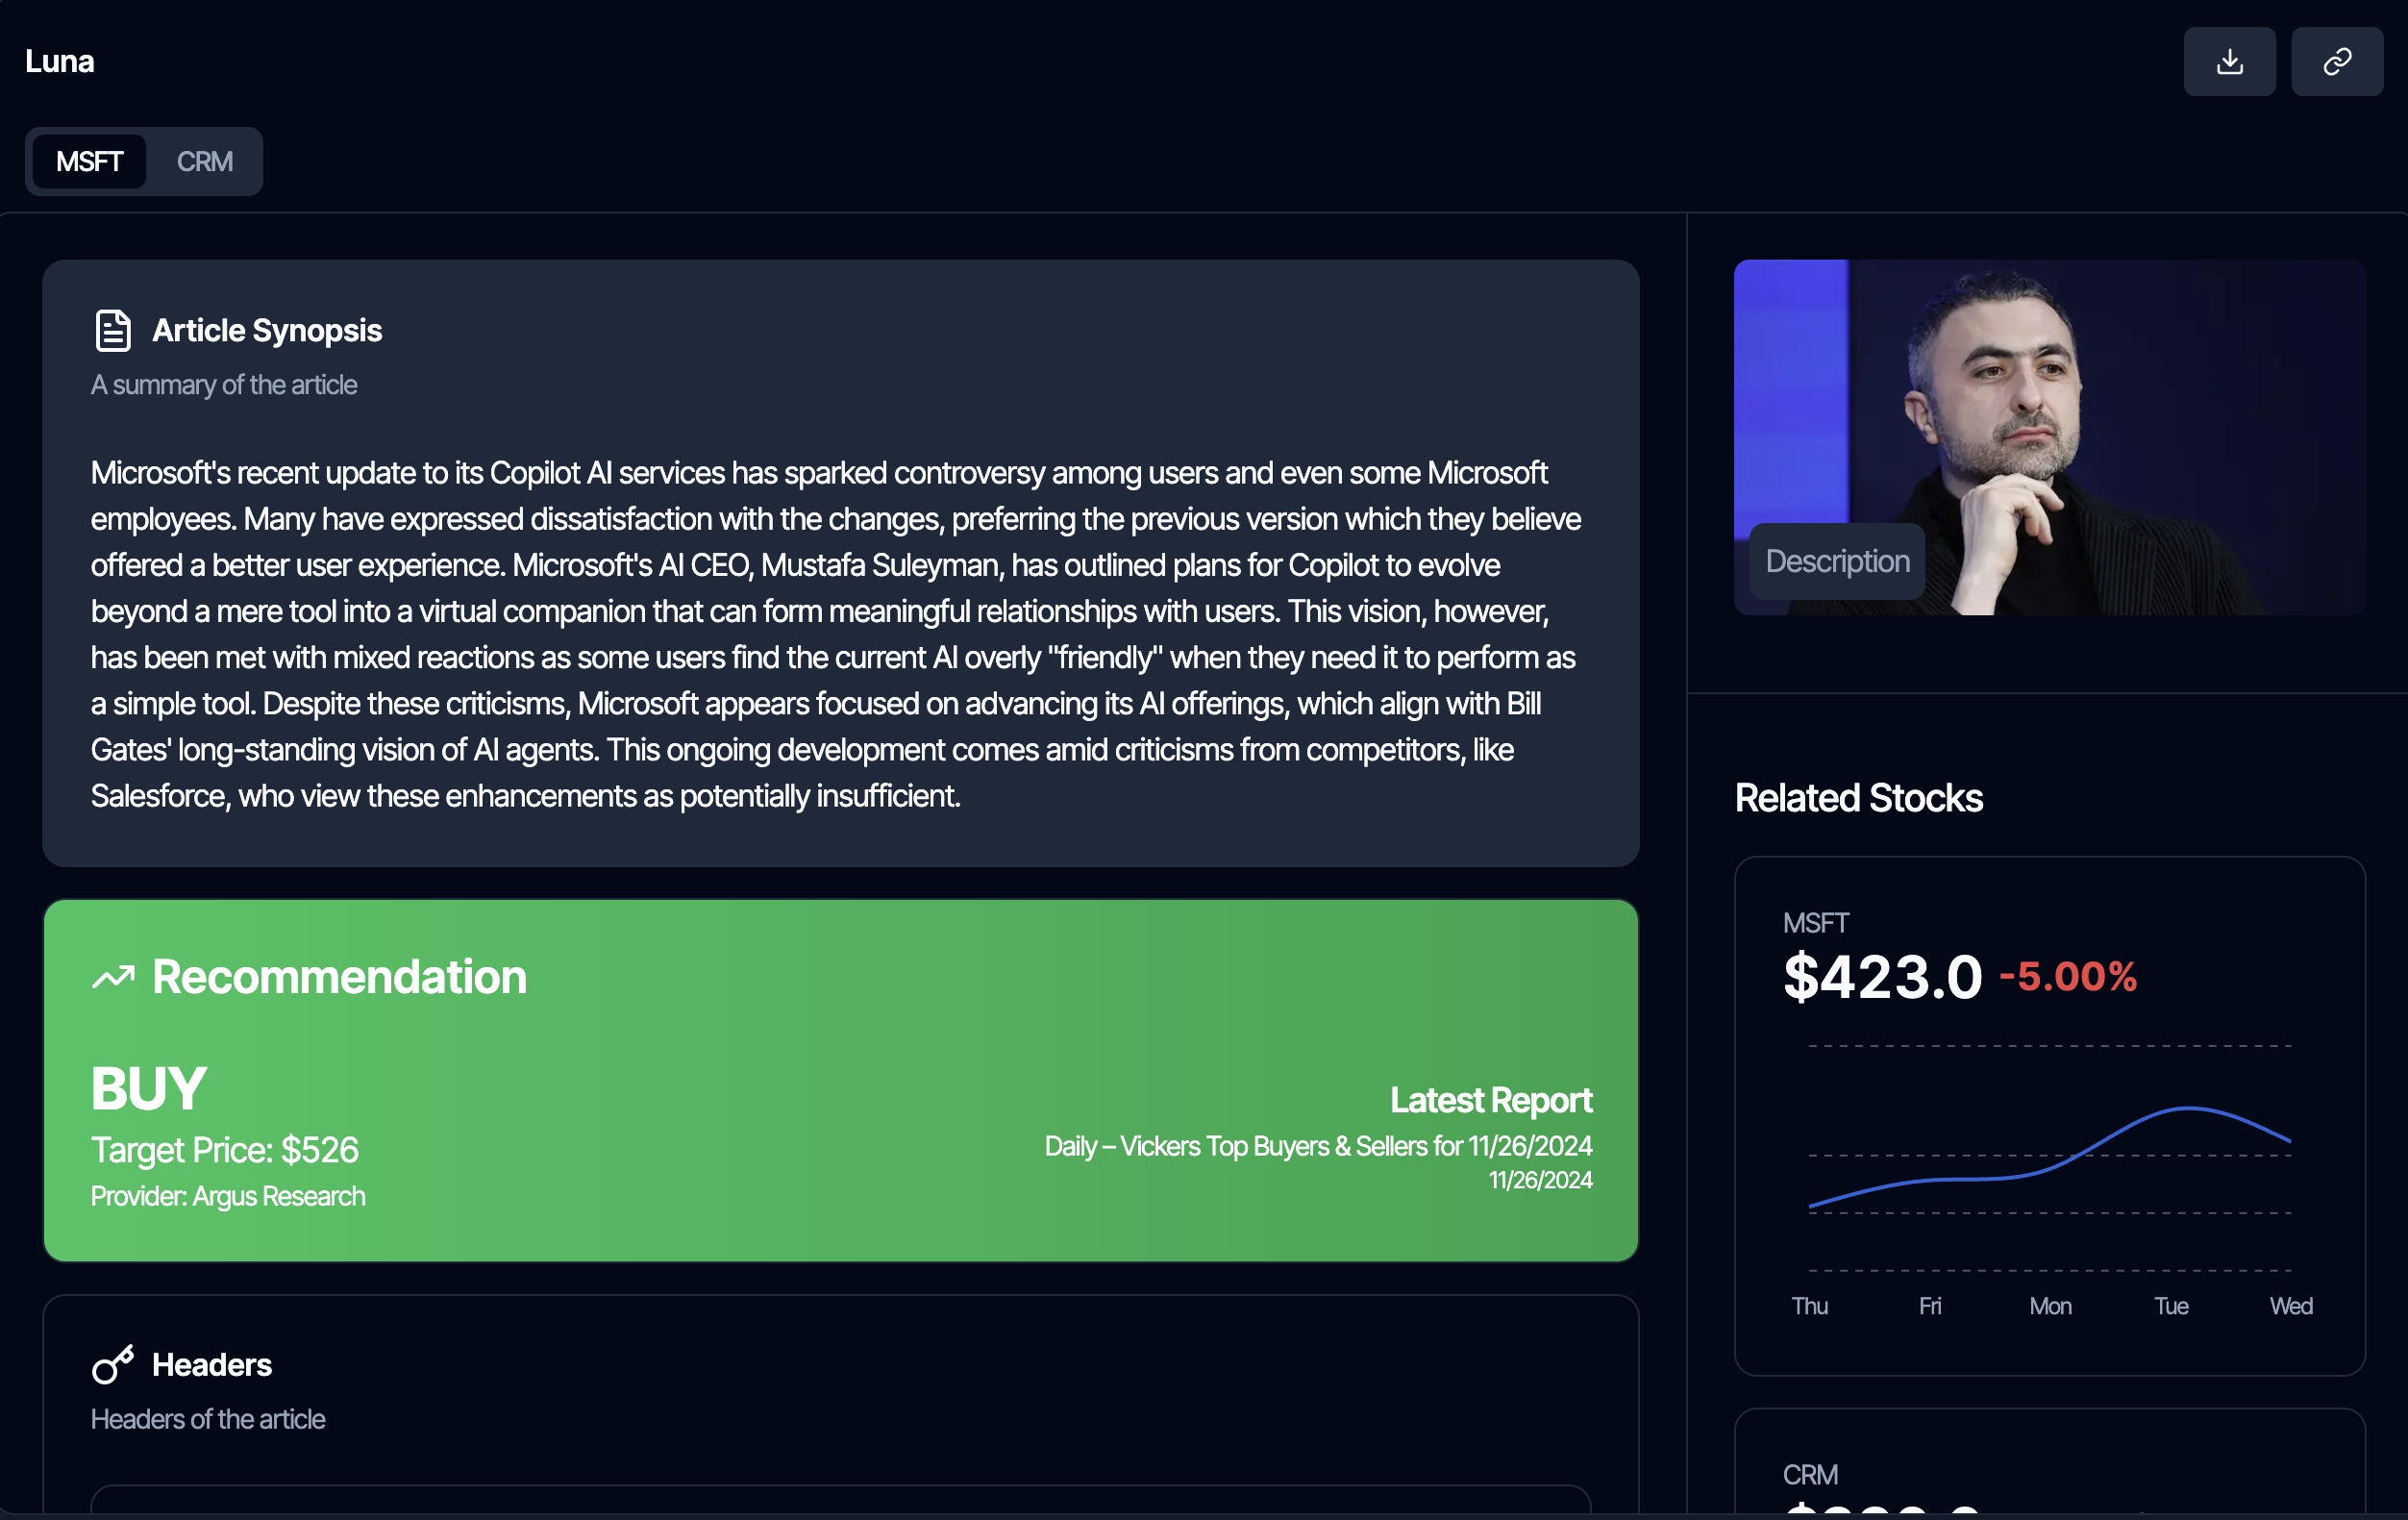 Luna
MSFT
CRM
Article Synopsis
A summary of the article
Microsoft's recent update to its Copilot AI services has sparked controversy among users and even some Microsoft
employees. Many have expressed dissatisfaction with the changes, preferring the previous version which they believe
offered a better user experience. Microsoft's AI CEO, Mustafa Suleyman, has outlined plans for Copilot to evolve
beyond a mere tool into a virtual companion that can form meaningful relationships with users. This vision, however,
has been met with mixed reactions as some users find the current AI overly "friendly" when they need it to perform as
a simple tool. Despite these criticisms, Microsoft appears focused on advancing its AI offerings, which align with Bill
Gates' long-standing vision of AI agents. This ongoing development comes amid criticisms from competitors, like
Salesforce, who view these enhancements as potentially insufficient.
Recommendation
BUY
Target Price: $526
Provider: Argus Research
Latest Report
Daily – Vickers Top Buyers & Sellers for 11/26/2024
11/26/2024
Headers
Headers of the article
Description
Related Stocks
MSFT
$423.0 -5.00%
Thu Fri Mon Tue Wed
CRM